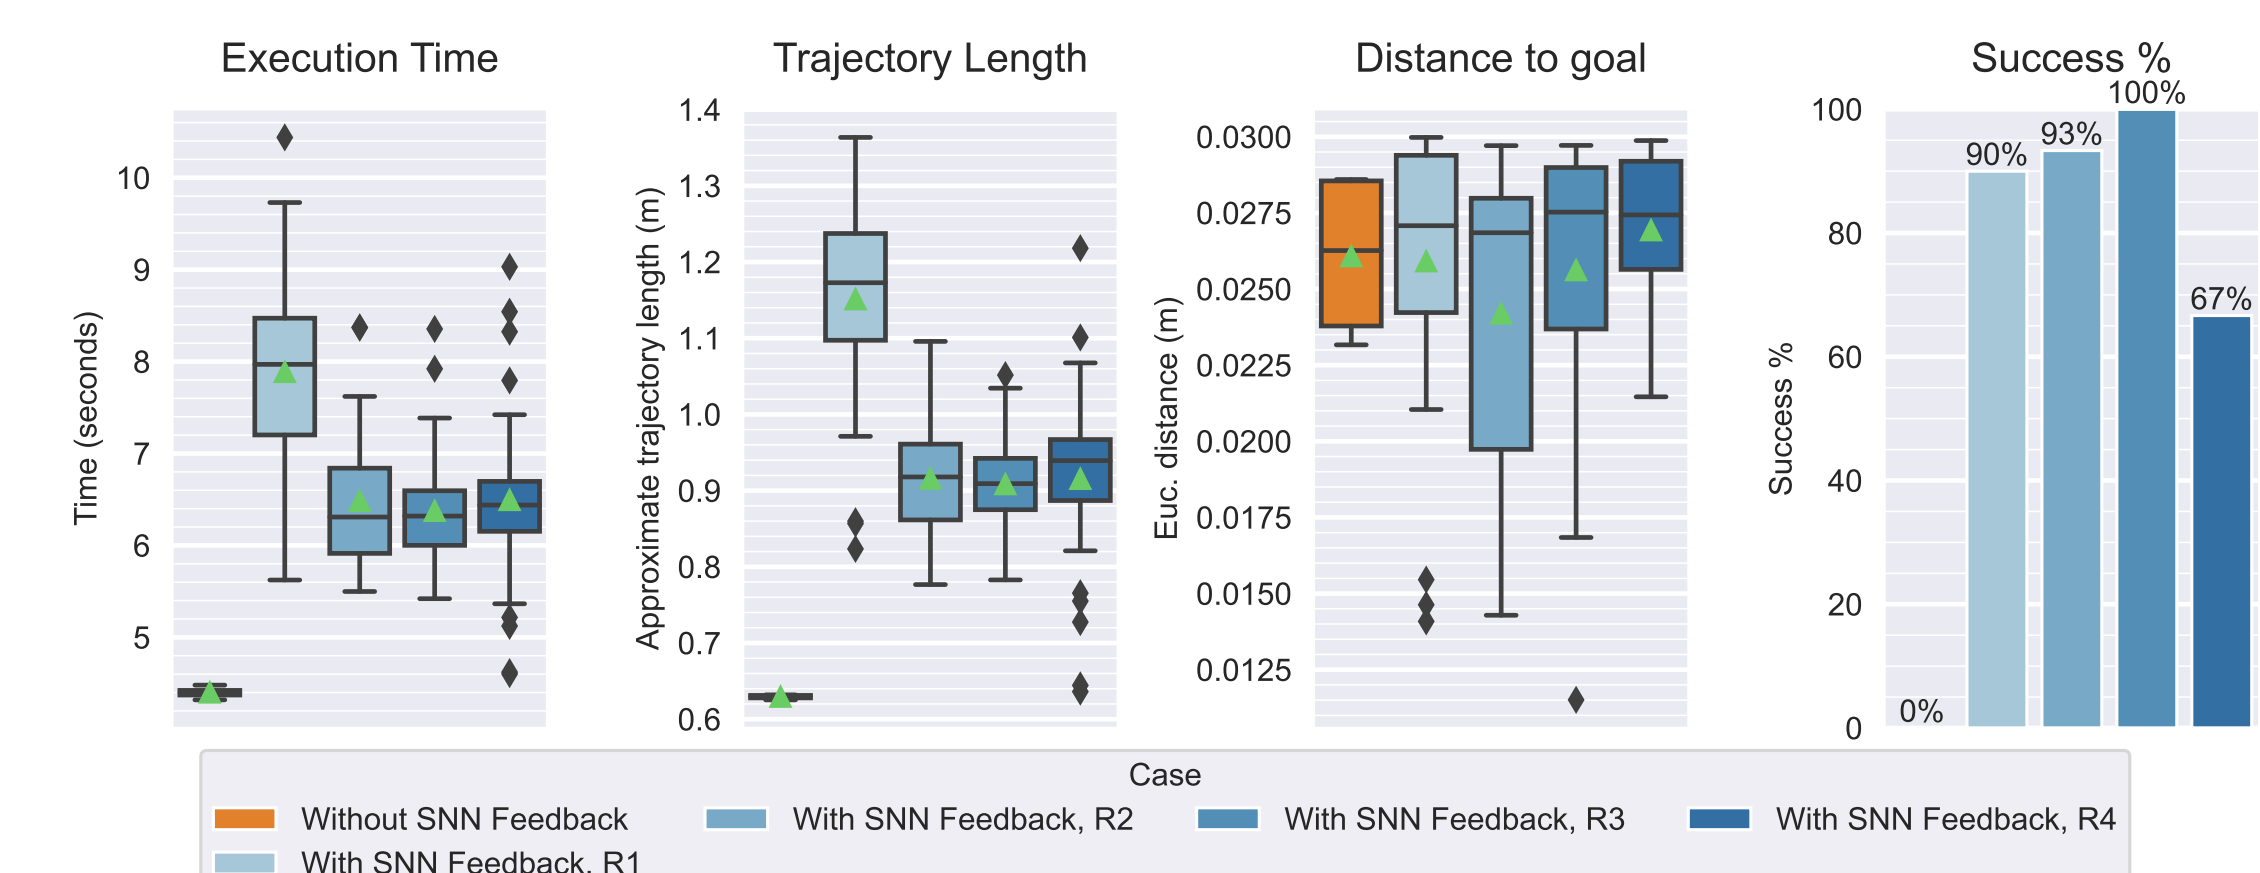 Execution Time
Time (seconds)
10
9
8
7
6
5
Trajectory Length
Approximate trajectory length (m)
1.4
1.3
1.2
1.1
1.0
0.9
0.8
0.7
0.6
Distance to goal
Euc. distance (m)
0.0300
0.0275
0.0250
0.0225
0.0200
0.0175
0.0150
0.0125
Success %
Success %
100
80
60
40
20
0
0%
90%
93%
100%
67%
Case
Without SNN Feedback
With SNN Feedback, R1
With SNN Feedback, R2
With SNN Feedback, R3
With SNN Feedback, R4